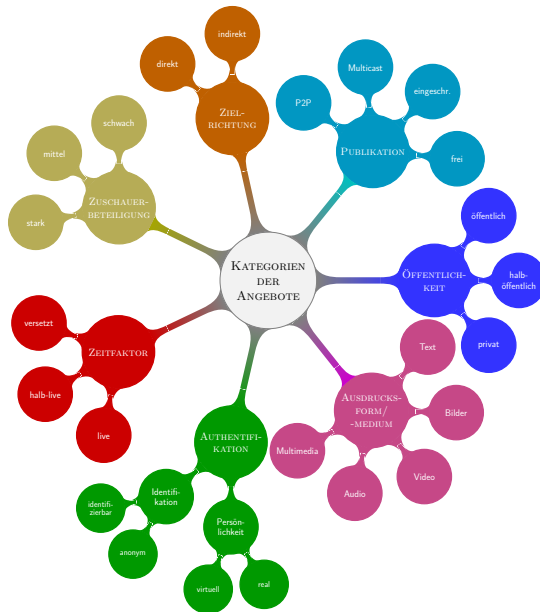 Kategorien
der
Angebote
Ziel-
richtung
direkt
indirekt
Publikation
P2P
Multicast
eingeschr.
frei
Öffentlich-
keit
öffentlich
halb-
öffentlich
privat
Ausdrucks-
form/
-medium
Text
Bilder
Video
Audio
Multimedia
Authentifi-
kation
Identifi-
kation
identifi-
zierbar
anonym
Persön-
lichkeit
virtuell
real
Zeitfaktor
versetzt
halb-live
live
Zuschauer-
beteiligung
schwach
mittel
stark